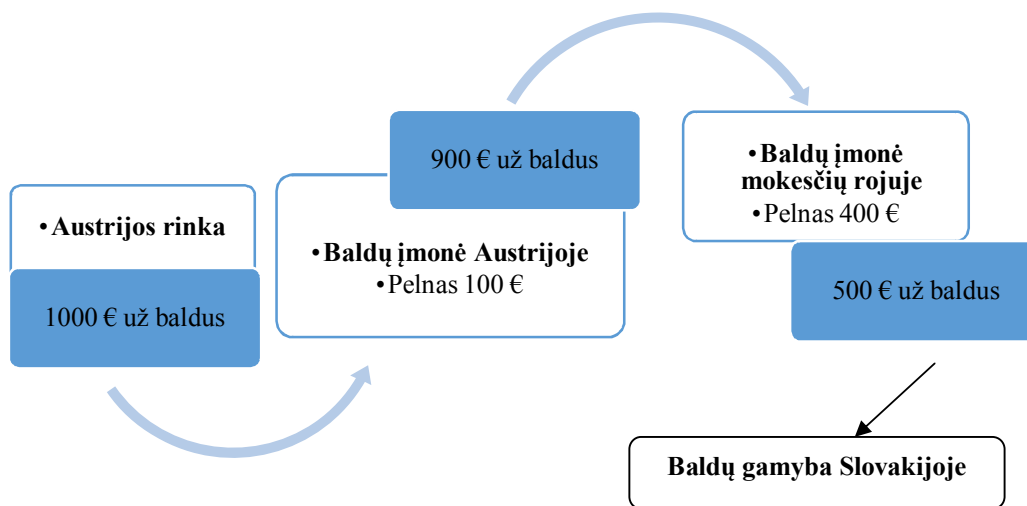 • Austrijos rinka
1000 € už baldus
900 € už baldus
• Baldų įmonė Austrijoje
• Pelnas 100 €
• Baldų įmonė
mokesčių rojuje
• Pelnas 400 €
500 € už baldus
Baldų gamyba Slovakijoje